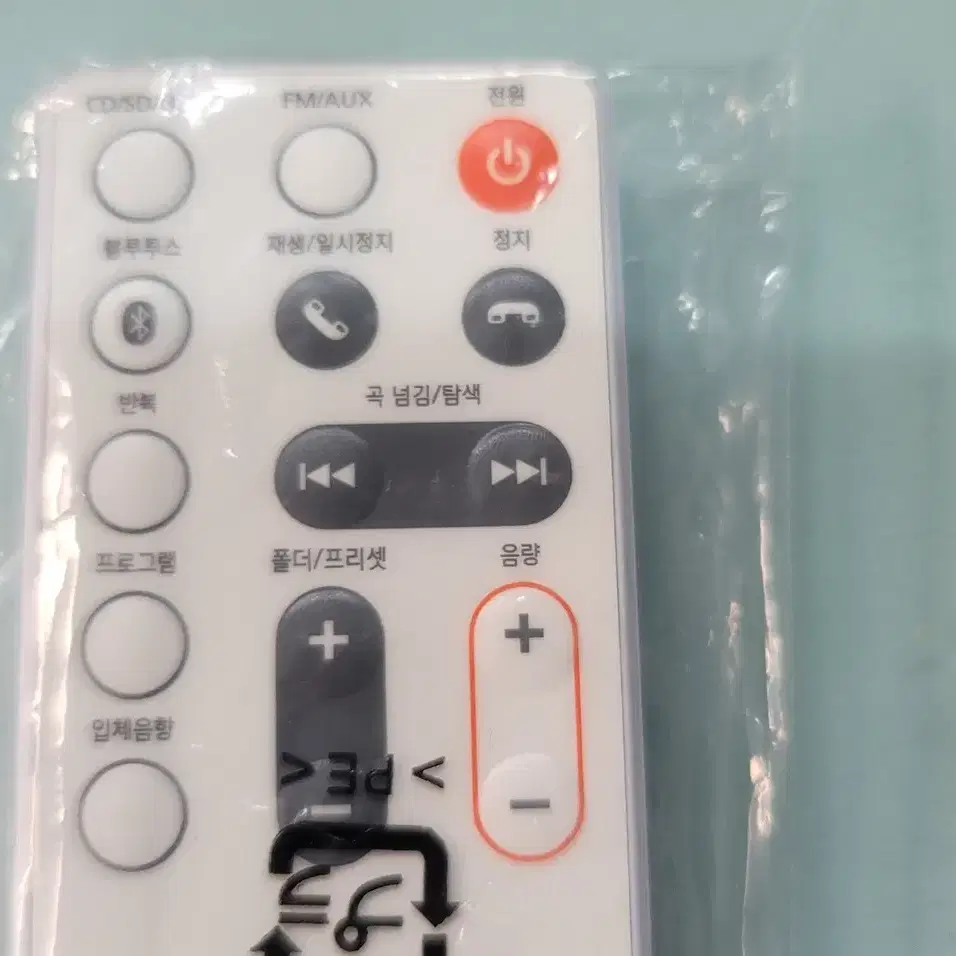 CD/SD/ FM/AUX 전원
블루투스 재생/일시정지 정지
반복 곡 넘김/탐색
프로그램 폴더/프리셋 음량
입체음향
> PE <